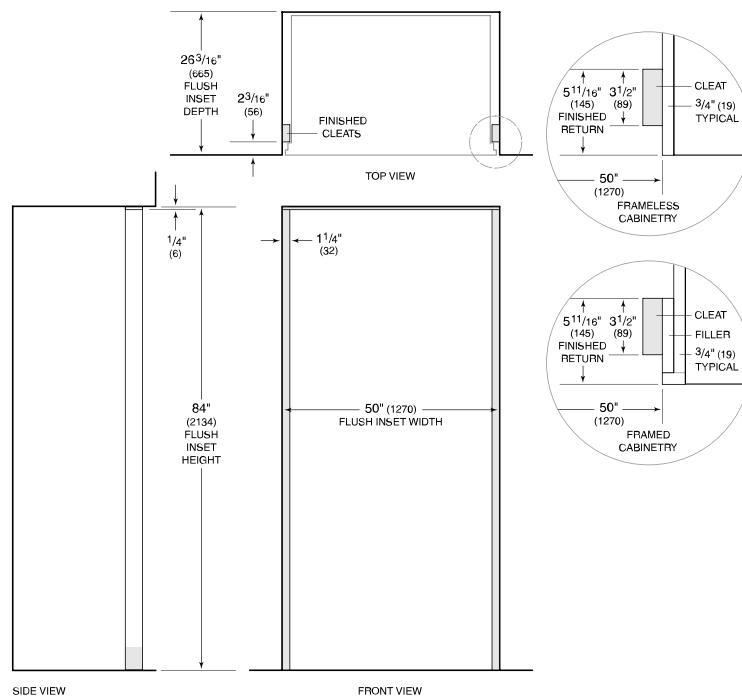 26 3/16"
(665)
FLUSH
INSET
DEPTH
2 3/16"
(56)
FINISHED
CLEATS
TOP VIEW
5 11/16"
(145)
FINISHED
RETURN
3 1/2"
(89)
CLEAT
3/4" (19)
TYPICAL
50"
(1270)
FRAMELESS
CABINETRY
1/4"
(6)
1 1/4"
(32)
5 11/16"
(145)
FINISHED
RETURN
3 1/2"
(89)
CLEAT
FILLER
3/4" (19)
TYPICAL
50"
(1270)
FRAMED
CABINETRY
84"
(2134)
FLUSH
INSET
HEIGHT
50" (1270)
FLUSH INSET WIDTH
SIDE VIEW
FRONT VIEW